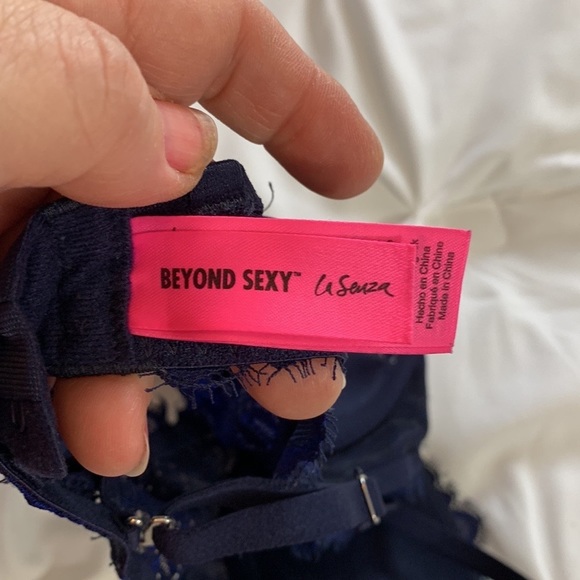 BEYOND SEXY™ La Senza
Hecho en China
Fabriqué en Chine
Made in China